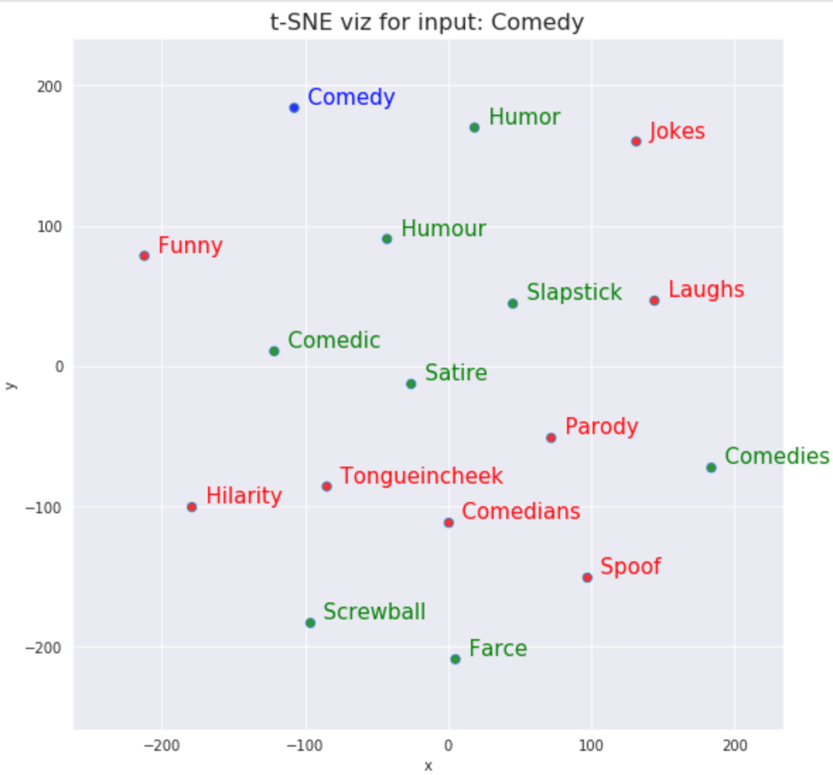 t-SNE viz for input: Comedy
200
Comedy
Humor
Jokes
100
Funny
Humour
Slapstick
Laughs
Comedic
0
Satire
y
Parody
Comedies
Tongueincheek
Hilarity
−100
Comedians
Spoof
Screwball
−200
Farce
−200 −100 0 100 200
x